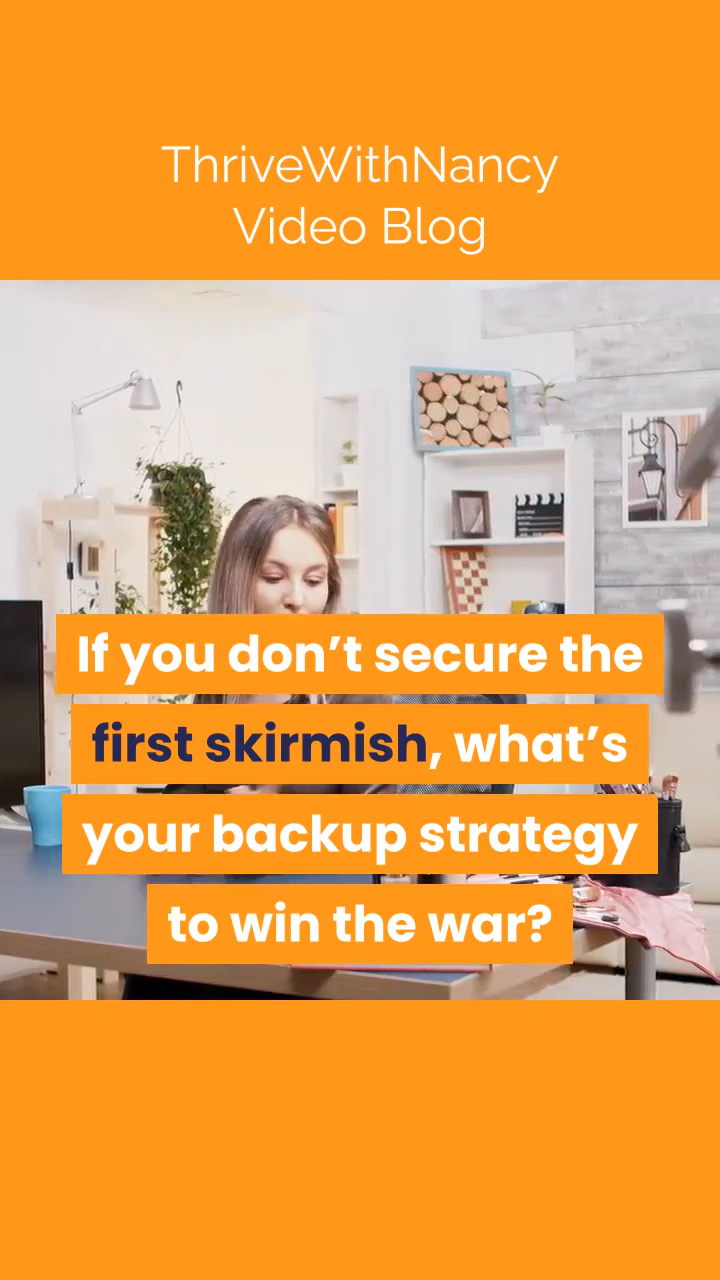 ThriveWithNancy
Video Blog
If you don’t secure the
first skirmish, what’s
your backup strategy
to win the war?